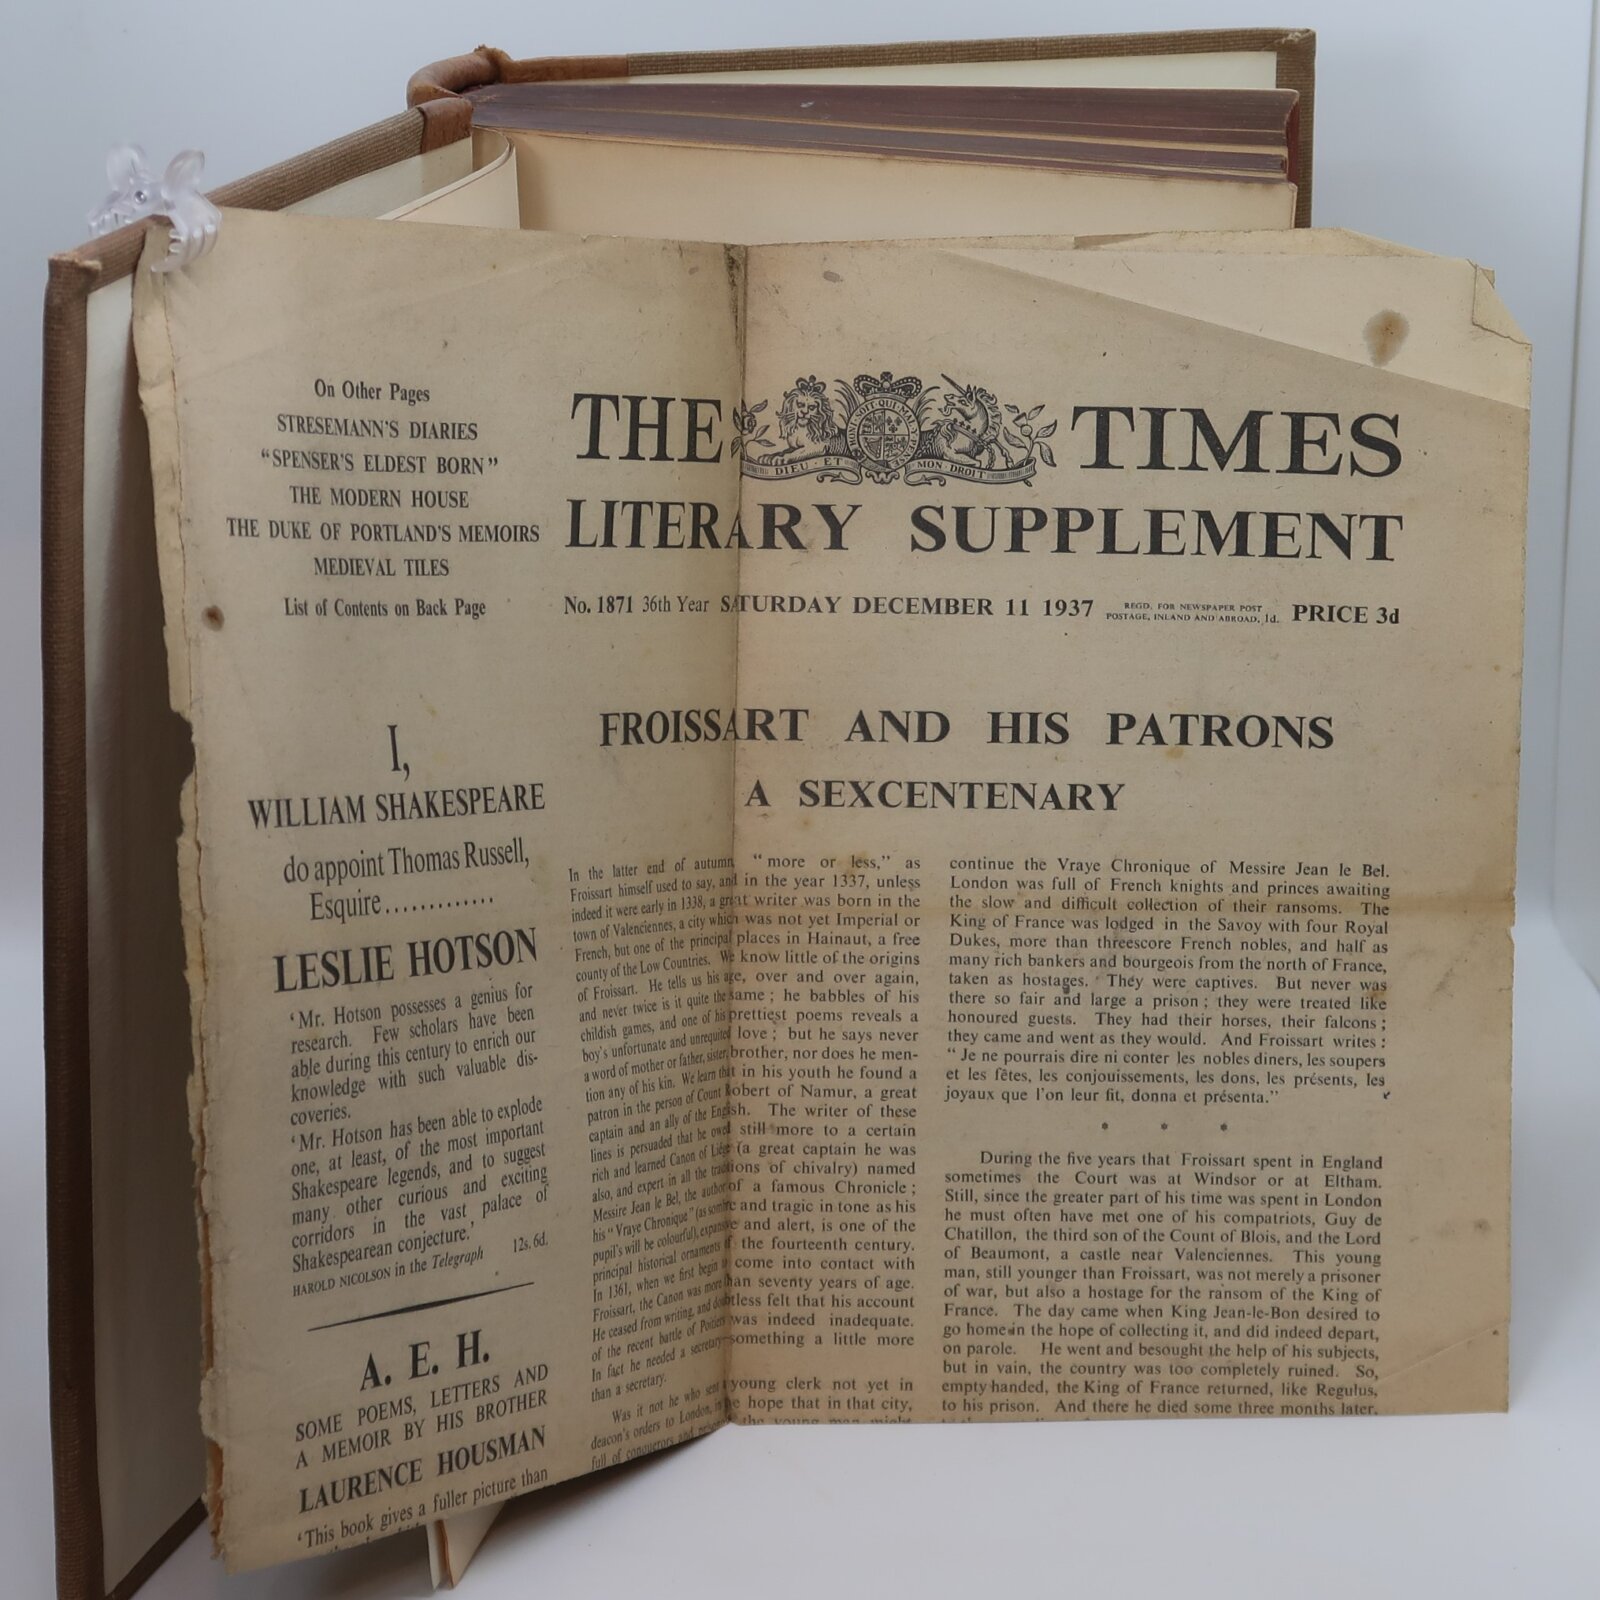 On Other Pages
STRESEMANN'S DIARIES
"SPENSER'S ELDEST BORN"
THE MODERN HOUSE
THE DUKE OF PORTLAND'S MEMOIRS
MEDIEVAL TILES
List of Contents on Back Page
I,
WILLIAM SHAKESPEARE
do appoint Thomas Russell,
Esquire.............
LESLIE HOTSON
'Mr. Hotson possesses a genius for
research. Few scholars have been
able during this century to enrich our
knowledge with such valuable dis-
coveries.
'Mr. Hotson has been able to explode
one, at least, of the most important
Shakespeare legends, and to suggest
many other curious and exciting
corridors in the vast palace of
Shakespearean conjecture.'
HAROLD NICOLSON in the Telegraph 12s. 6d.
A. E. H.
SOME POEMS, LETTERS AND
A MEMOIR BY HIS BROTHER
LAURENCE HOUSMAN
'This book gives a fuller picture than
THE TIMES
DIEU · ET MON · DROIT
LITERARY SUPPLEMENT
No. 1871 36th Year SATURDAY DECEMBER 11 1937 REGD. FOR NEWSPAPER POST
POSTAGE, INLAND AND ABROAD, 1d. PRICE 3d
FROISSART AND HIS PATRONS
A SEXCENTENARY
In the latter end of autumn, "more or less," as
Froissart himself used to say, and in the year 1337, unless
indeed it were early in 1338, a great writer was born in the
town of Valenciennes, a city which was not yet Imperial or
French, but one of the principal places in Hainaut, a free
county of the Low Countries. We know little of the origins
of Froissart. He tells us his age, over and over again,
and never twice is it quite the same; he babbles of his
childish games, and one of his prettiest poems reveals a
boy's unfortunate and unrequited love; but he says never
a word of mother or father, sister, brother, nor does he men-
tion any of his kin. We learn that in his youth he found a
patron in the person of Count Robert of Namur, a great
captain and an ally of the English. The writer of these
lines is persuaded that he owed still more to a certain
rich and learned Canon of Liége (a great captain he was
also, and expert in all the traditions of chivalry) named
Messire Jean le Bel, the author of a famous Chronicle;
his "Vraye Chronique" (as sombre and tragic in tone as his
pupil's will be colourful), expansive and alert, is one of the
principal historical ornaments of the fourteenth century.
In 1361, when we first begin to come into contact with
Froissart, the Canon was more than seventy years of age.
He ceased from writing, and doubtless felt that his account
of the recent battle of Poitiers was indeed inadequate.
In fact he needed a secretary—something a little more
than a secretary.
Was it not he who sent young clerk not yet in
deacon's orders to London, in the hope that in that city,
full of conquerors and the young man might
continue the Vraye Chronique of Messire Jean le Bel.
London was full of French knights and princes awaiting
the slow and difficult collection of their ransoms. The
King of France was lodged in the Savoy with four Royal
Dukes, more than threescore French nobles, and half as
many rich bankers and bourgeois from the north of France,
taken as hostages. They were captives. But never was
there so fair and large a prison; they were treated like
honoured guests. They had their horses, their falcons;
they came and went as they would. And Froissart writes:
"Je ne pourrais dire ni conter les nobles diners, les soupers
et les fêtes, les conjouissements, les dons, les présents, les
joyaux que l'on leur fit, donna et présenta."
* * *
During the five years that Froissart spent in England
sometimes the Court was at Windsor or at Eltham.
Still, since the greater part of his time was spent in London
he must often have met one of his compatriots, Guy de
Chatillon, the third son of the Count of Blois, and the Lord
of Beaumont, a castle near Valenciennes. This young
man, still younger than Froissart, was not merely a prisoner
of war, but also a hostage for the ransom of the King of
France. The day came when King Jean-le-Bon desired to
go home in the hope of collecting it, and did indeed depart,
on parole. He went and besought the help of his subjects,
but in vain, the country was too completely ruined. So,
empty handed, the King of France returned, like Regulus,
to his prison. And there he died some three months later.